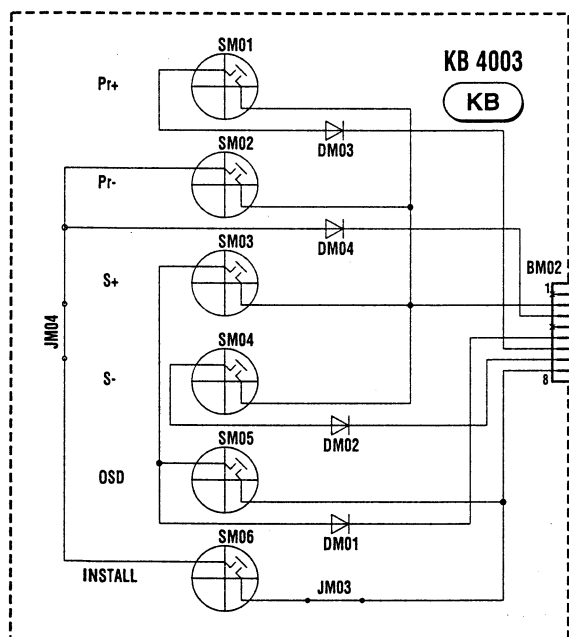 SM01
KB 4003
Pr+
KB
DM03
SM02
Pr-
DM04
SM03
BM02
S+
1
JM04
SM04
S-
8
SM05
DM02
OSD
SM06
DM01
INSTALL
JM03